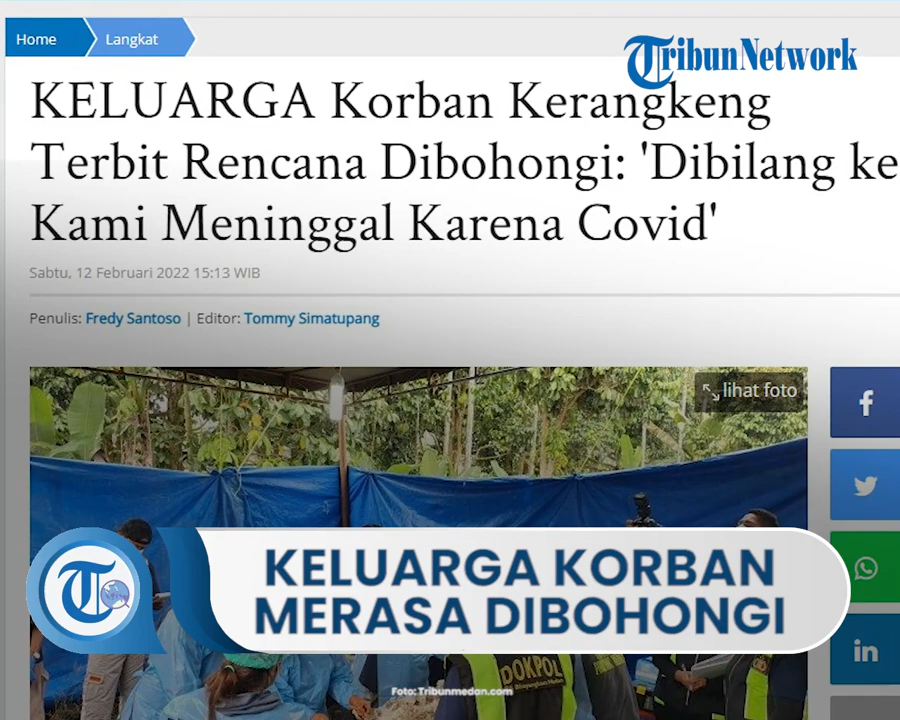 Home
Langkat
TribunNetwork
KELUARGA Korban Kerangkeng
Terbit Rencana Dibohongi: 'Dibilang ke
Kami Meninggal Karena Covid'
Sabtu, 12 Februari 2022 15:13 WIB
Penulis: Fredy Santoso | Editor: Tommy Simatupang
lihat foto
KELUARGA KORBAN
MERASA DIBOHONGI
DOKPOL
Foto: Tribunmedan.com